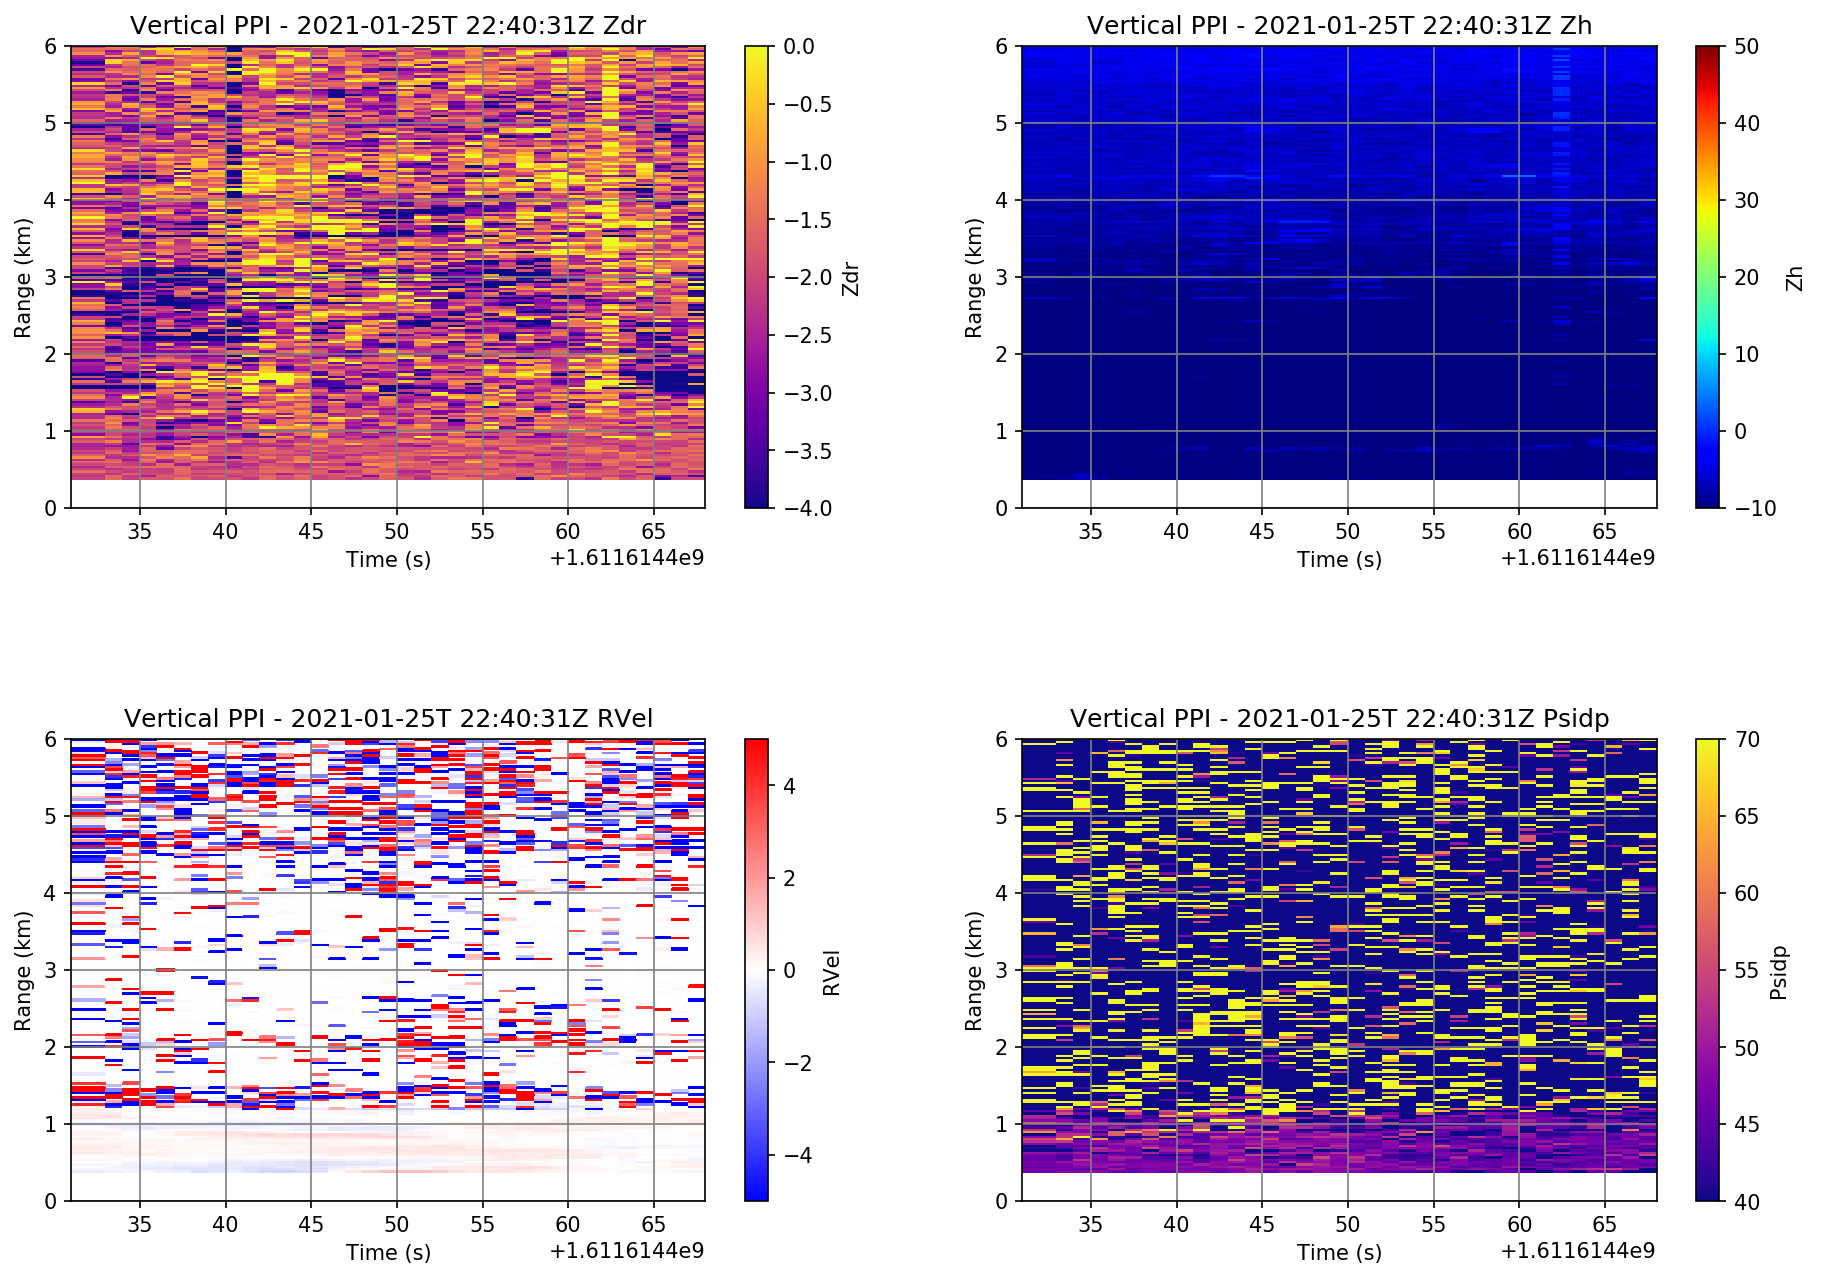 Vertical PPI - 2021-01-25T 22:40:31Z Zdr
6
5
4
3
2
1
0
Range (km)
35 40 45 50 55 60 65
Time (s)
+1.6116144e9
0.0
−0.5
−1.0
−1.5
−2.0
−2.5
−3.0
−3.5
−4.0
Zdr
Vertical PPI - 2021-01-25T 22:40:31Z Zh
6
5
4
3
2
1
0
Range (km)
35 40 45 50 55 60 65
Time (s)
+1.6116144e9
50
40
30
20
10
0
−10
Zh
Vertical PPI - 2021-01-25T 22:40:31Z RVel
6
5
4
3
2
1
0
Range (km)
35 40 45 50 55 60 65
Time (s)
+1.6116144e9
4
2
0
−2
−4
RVel
Vertical PPI - 2021-01-25T 22:40:31Z Psidp
6
5
4
3
2
1
0
Range (km)
35 40 45 50 55 60 65
Time (s)
+1.6116144e9
70
65
60
55
50
45
40
Psidp